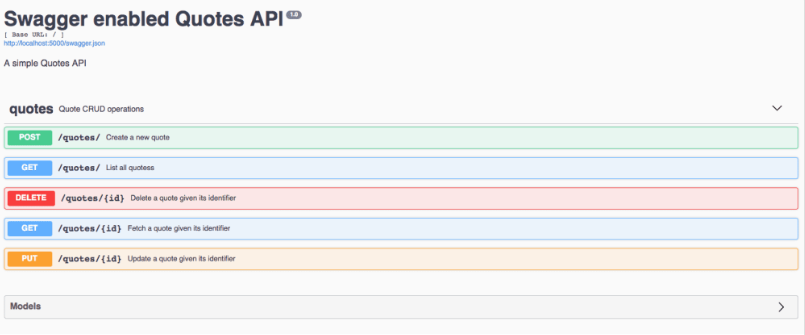 Swagger enabled Quotes API 1.0
[ Base URL: / ]
http://localhost:5000/swagger.json
A simple Quotes API
quotes Quote CRUD operations
POST /quotes/ Create a new quote
GET /quotes/ List all quotess
DELETE /quotes/{id} Delete a quote given its identifier
GET /quotes/{id} Fetch a quote given its identifier
PUT /quotes/{id} Update a quote given its identifier
Models